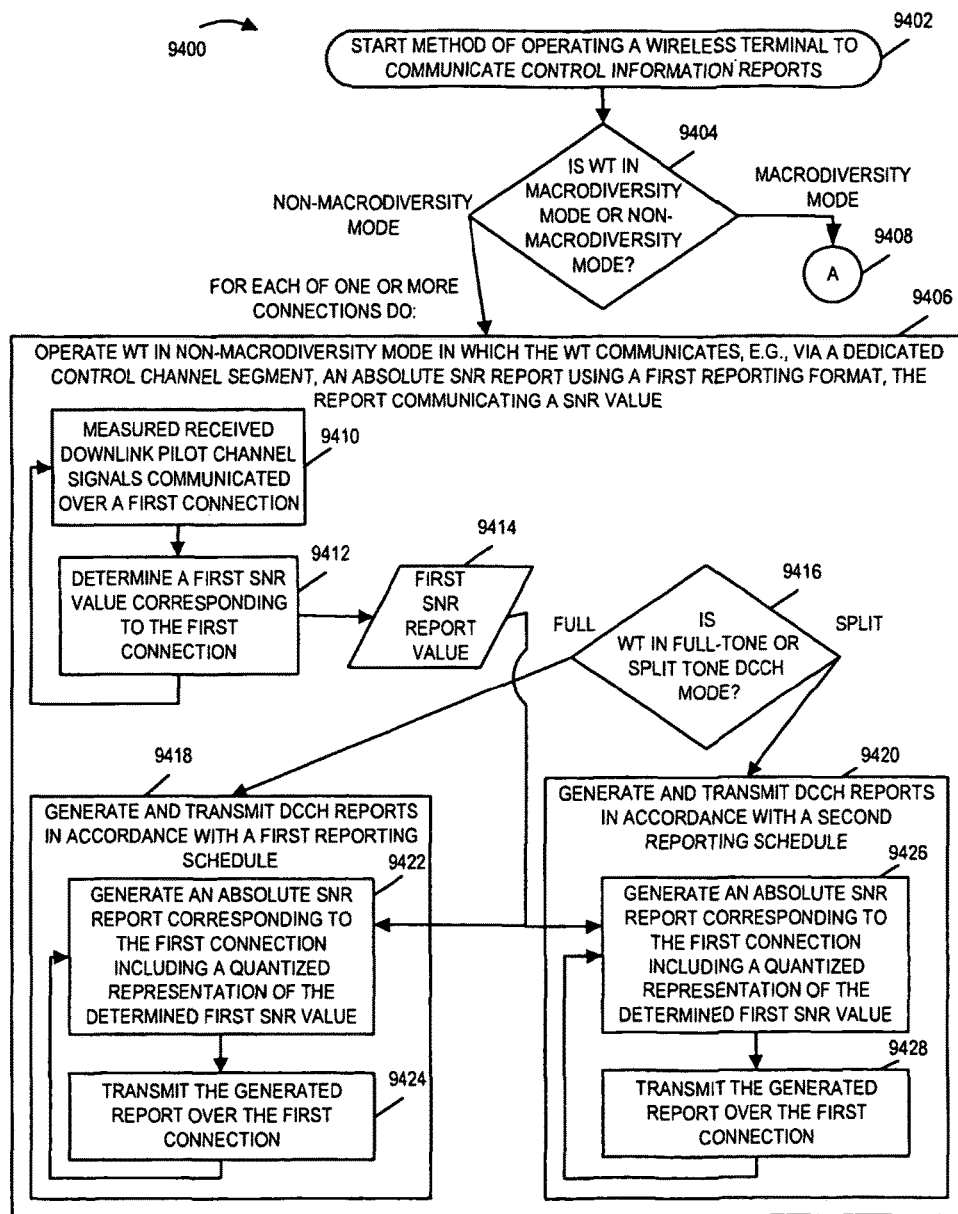 9400
9402
START METHOD OF OPERATING A WIRELESS TERMINAL TO
COMMUNICATE CONTROL INFORMATION REPORTS
9404
IS WT IN
MACRODIVERSITY
MODE OR NON-
MACRODIVERSITY
MODE?
NON-MACRODIVERSITY
MODE
MACRODIVERSITY
MODE
9408
A
FOR EACH OF ONE OR MORE
CONNECTIONS DO:
9406
OPERATE WT IN NON-MACRODIVERSITY MODE IN WHICH THE WT COMMUNICATES, E.G., VIA A DEDICATED
CONTROL CHANNEL SEGMENT, AN ABSOLUTE SNR REPORT USING A FIRST REPORTING FORMAT, THE
REPORT COMMUNICATING A SNR VALUE
9410
MEASURED RECEIVED
DOWNLINK PILOT CHANNEL
SIGNALS COMMUNICATED
OVER A FIRST CONNECTION
9412
DETERMINE A FIRST SNR
VALUE CORRESPONDING
TO THE FIRST
CONNECTION
9414
FIRST
SNR
REPORT
VALUE
9416
FULL
IS
WT IN FULL-TONE OR
SPLIT TONE DCCH
MODE?
SPLIT
9418
GENERATE AND TRANSMIT DCCH REPORTS
IN ACCORDANCE WITH A FIRST REPORTING
SCHEDULE
9422
GENERATE AN ABSOLUTE SNR
REPORT CORRESPONDING TO
THE FIRST CONNECTION
INCLUDING A QUANTIZED
REPRESENTATION OF THE
DETERMINED FIRST SNR VALUE
9424
TRANSMIT THE GENERATED
REPORT OVER THE FIRST
CONNECTION
9420
GENERATE AND TRANSMIT DCCH REPORTS
IN ACCORDANCE WITH A SECOND
REPORTING SCHEDULE
9426
GENERATE AN ABSOLUTE SNR
REPORT CORRESPONDING TO
THE FIRST CONNECTION
INCLUDING A QUANTIZED
REPRESENTATION OF THE
DETERMINED FIRST SNR VALUE
9428
TRANSMIT THE GENERATED
REPORT OVER THE FIRST
CONNECTION